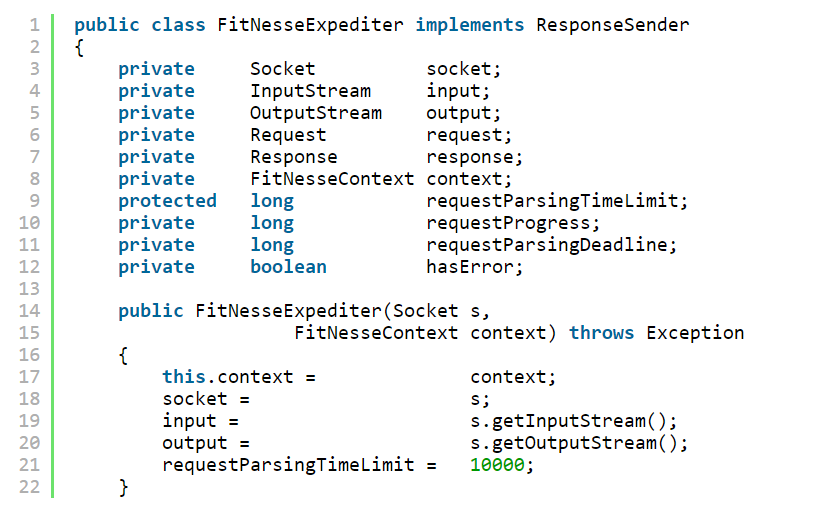 1 public class FitNesseExpediter implements ResponseSender
2 {
3     private     Socket          socket;
4     private     InputStream     input;
5     private     OutputStream    output;
6     private     Request         request;
7     private     Response        response;
8     private     FitNesseContext context;
9     protected   long            requestParsingTimeLimit;
10     private     long            requestProgress;
11     private     long            requestParsingDeadline;
12     private     boolean         hasError;
13
14     public FitNesseExpediter(Socket s,
15                     FitNesseContext context) throws Exception
16     {
17         this.context =              context;
18         socket =                    s;
19         input =                     s.getInputStream();
20         output =                    s.getOutputStream();
21         requestParsingTimeLimit =   10000;
22     }